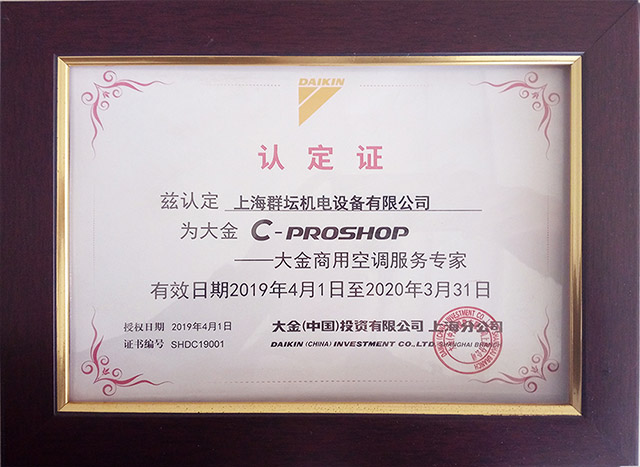 DAIKIN
认定证
兹认定 上海群坛机电设备有限公司
为大金 C-PROSHOP
——大金商用空调服务专家
有效日期2019年4月1日至2020年3月31日
授权日期 2019年4月1日 大金(中国)投资有限公司 上海分公司
证书编号 SHDC19001 DAIKIN (CHINA) INVESTMENT CO.,LTD. SHANGHAI BRANCH